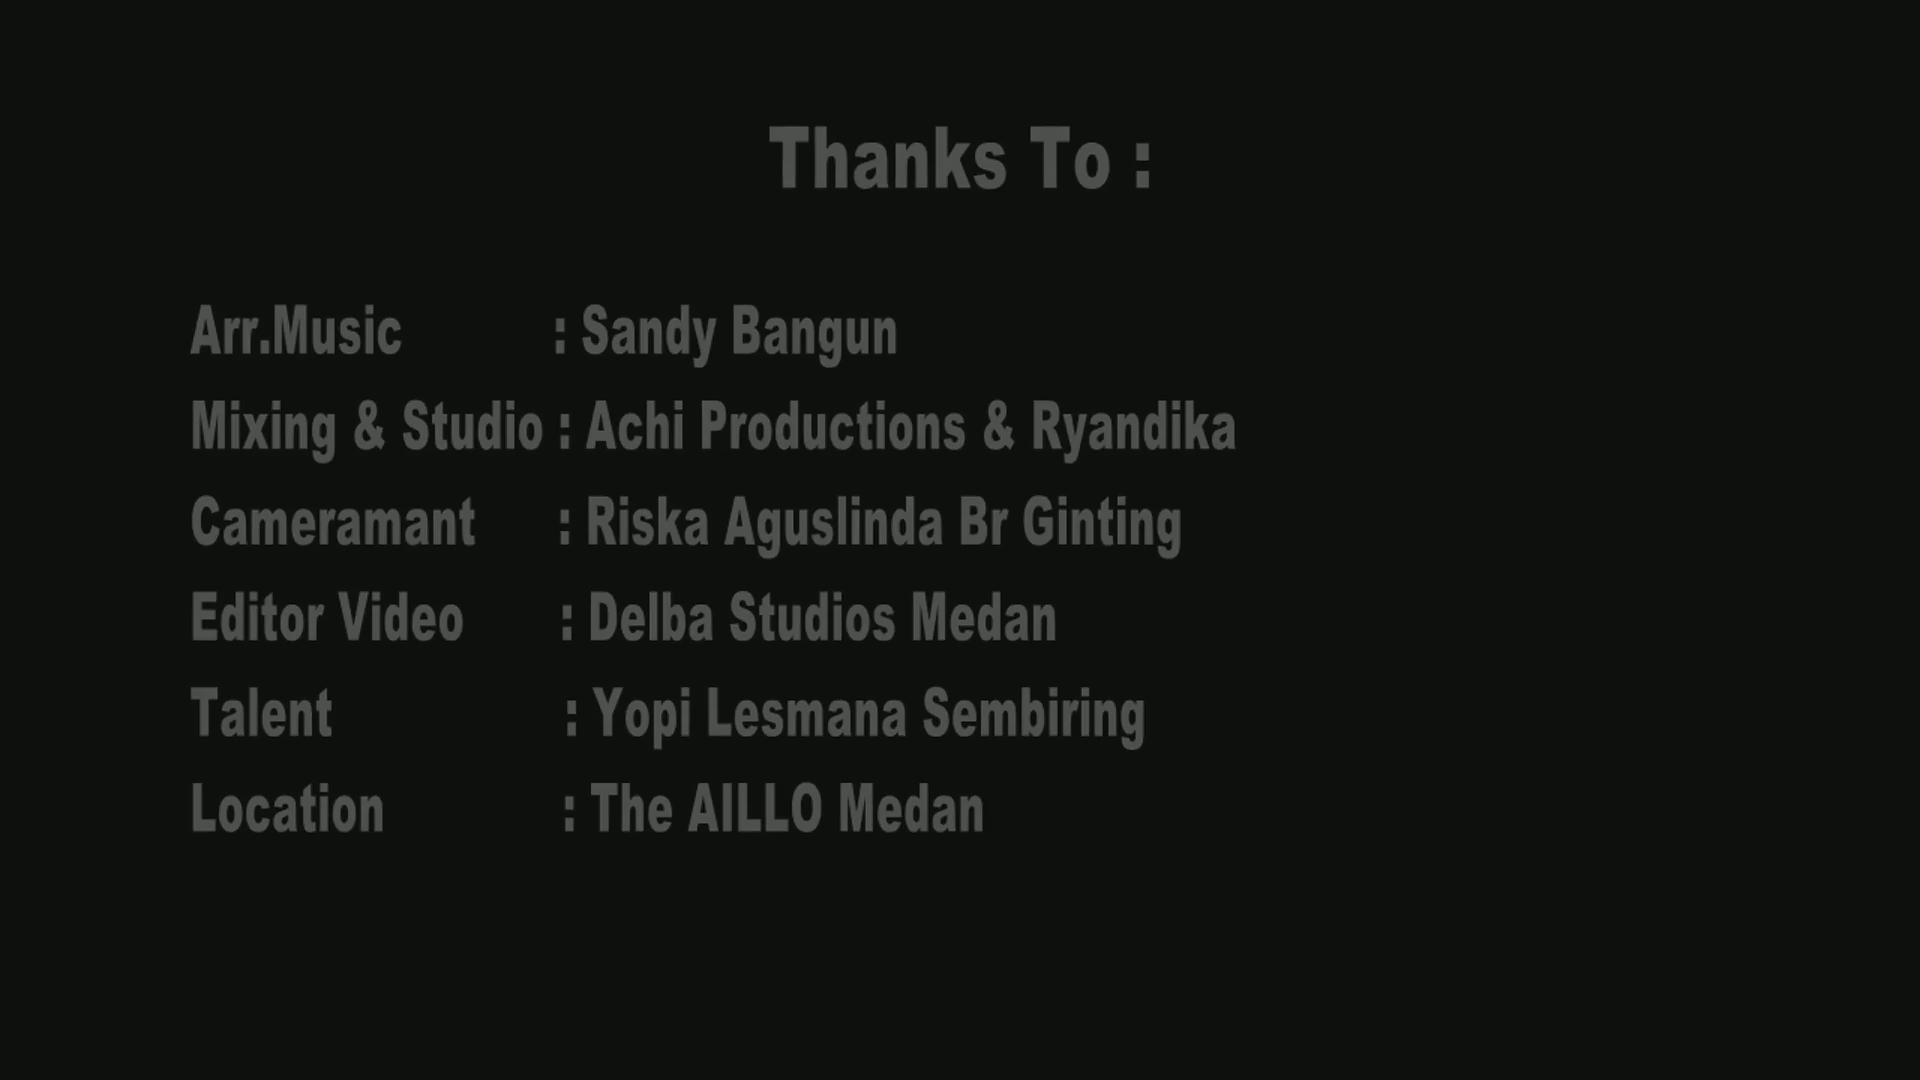 Thanks To :
Arr.Music : Sandy Bangun
Mixing & Studio : Achi Productions & Ryandika
Cameramant : Riska Aguslinda Br Ginting
Editor Video : Delba Studios Medan
Talent : Yopi Lesmana Sembiring
Location : The AILLO Medan